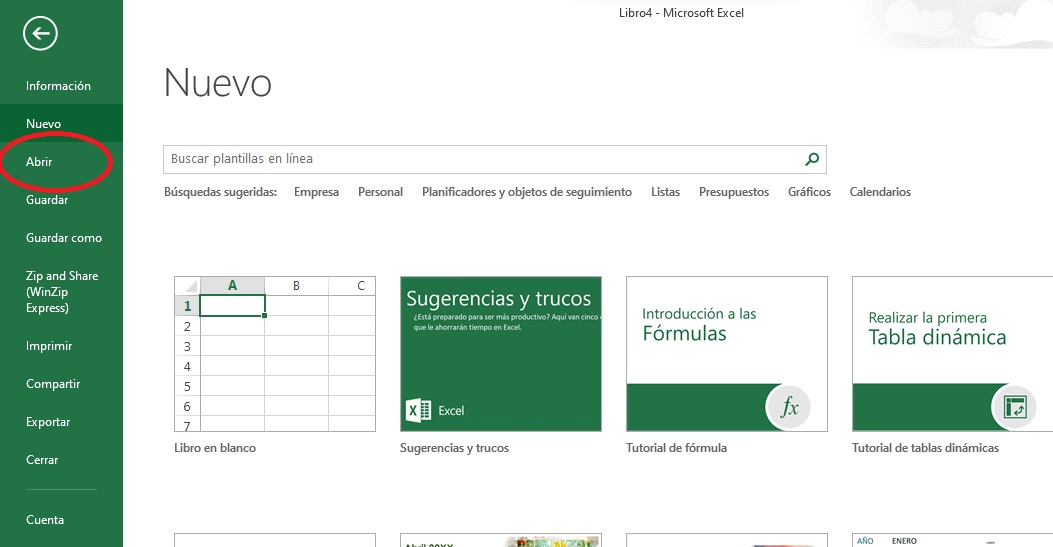 Libro4 - Microsoft Excel
Información
Nuevo
Abrir
Guardar
Guardar como
Zip and Share
(WinZip
Express)
Imprimir
Compartir
Exportar
Cerrar
Cuenta
Nuevo
Buscar plantillas en línea
Búsquedas sugeridas: Empresa Personal Planificadores y objetos de seguimiento Listas Presupuestos Gráficos Calendarios
A B C
1
2
3
4
5
6
7
Libro en blanco
Sugerencias y trucos
¿Está preparado para ser más productivo? Aquí van cinco
que le ahorrarán tiempo en Excel.
X Excel
Sugerencias y trucos
Introducción a las
Fórmulas
fx
Tutorial de fórmula
Realizar la primera
Tabla dinámica
Tutorial de tablas dinámicas
Abril 20XX
AÑO ENERO